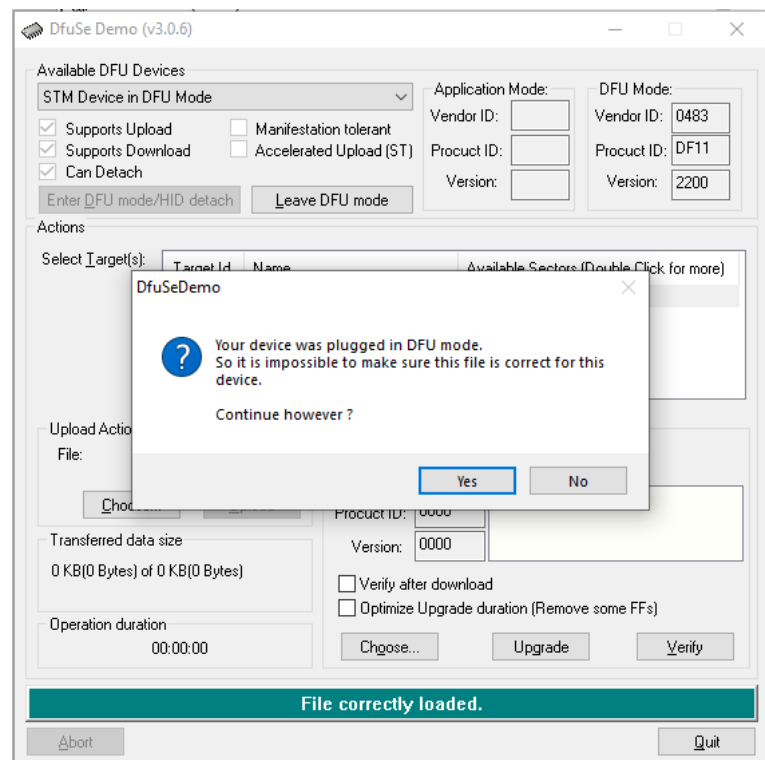 DfuSe Demo (v3.0.6)
Available DFU Devices
STM Device in DFU Mode
Supports Upload
Manifestation tolerant
Supports Download
Accelerated Upload (ST)
Can Detach
Enter DFU mode/HID detach
Leave DFU mode
Application Mode:
Vendor ID:
Procuct ID:
Version:
DFU Mode:
Vendor ID: 0483
Procuct ID: DF11
Version: 2200
Actions
Select Target(s):
Target Id Name Available Sectors (Double Click for more)
DfuSeDemo
Your device was plugged in DFU mode.
So it is impossible to make sure this file is correct for this
device.
Continue however ?
Yes No
Upload Actio
File:
Procuct ID: 0000
Version: 0000
Transferred data size
0 KB(0 Bytes) of 0 KB(0 Bytes)
Verify after download
Optimize Upgrade duration (Remove some FFs)
Operation duration
00:00:00
Choose... Upgrade Verify
File correctly loaded.
Abort Quit